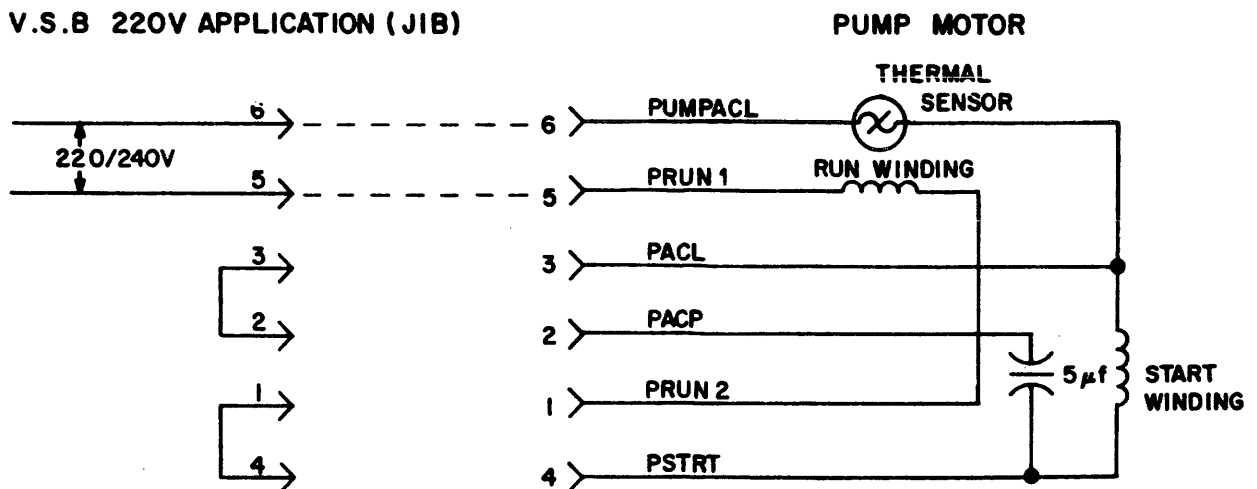 V.S.B 220V APPLICATION (JIB)
PUMP MOTOR
THERMAL
SENSOR
6
6
PUMPACL
220/240V
5
5
PRUN 1
RUN WINDING
3
3
PACL
2
2
PACP
5µf
START
WINDING
1
1
PRUN 2
4
4
PSTRT